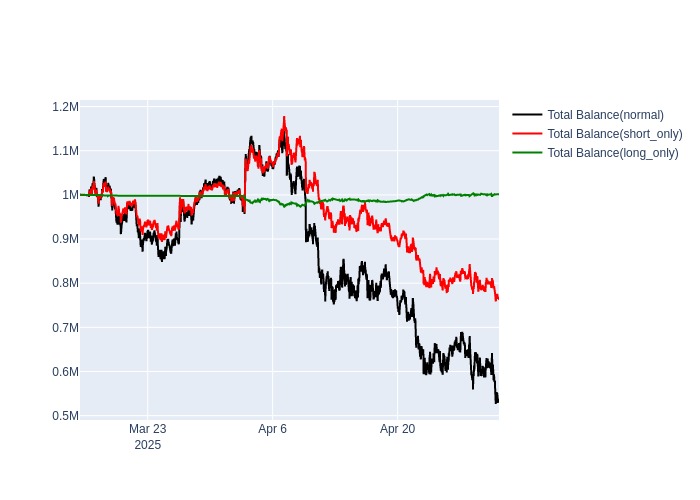 1.2M
1.1M
1M
0.9M
0.8M
0.7M
0.6M
0.5M
Mar 23
2025
Apr 6
Apr 20
Total Balance(normal)
Total Balance(short_only)
Total Balance(long_only)